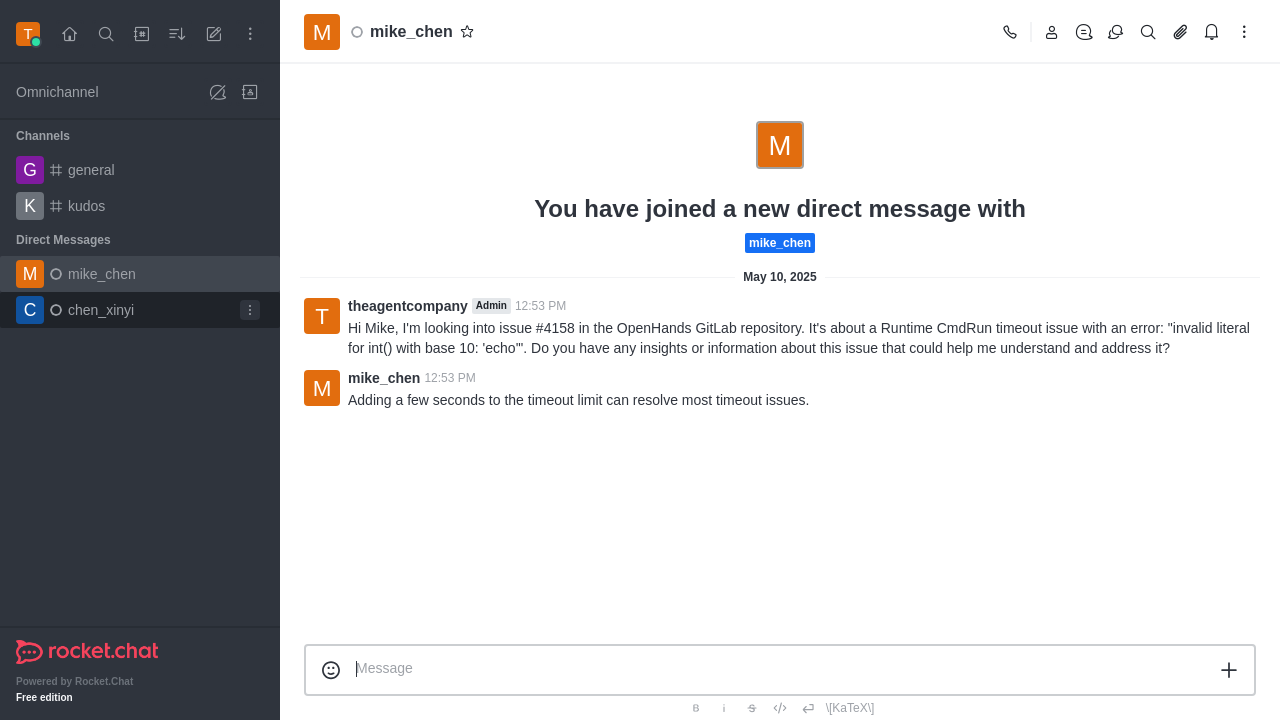 T
M
mike_chen
Omnichannel
Channels
G
general
K
kudos
Direct Messages
M
mike_chen
C
chen_xinyi
M
You have joined a new direct message with
mike_chen
May 10, 2025
T
theagentcompany Admin 12:53 PM
Hi Mike, I'm looking into issue #4158 in the OpenHands GitLab repository. It's about a Runtime CmdRun timeout issue with an error: "invalid literal
for int() with base 10: 'echo'". Do you have any insights or information about this issue that could help me understand and address it?
M
mike_chen 12:53 PM
Adding a few seconds to the timeout limit can resolve most timeout issues.
Message
B i S \[KaTeX\]
rocket.chat
Powered by Rocket.Chat
Free edition